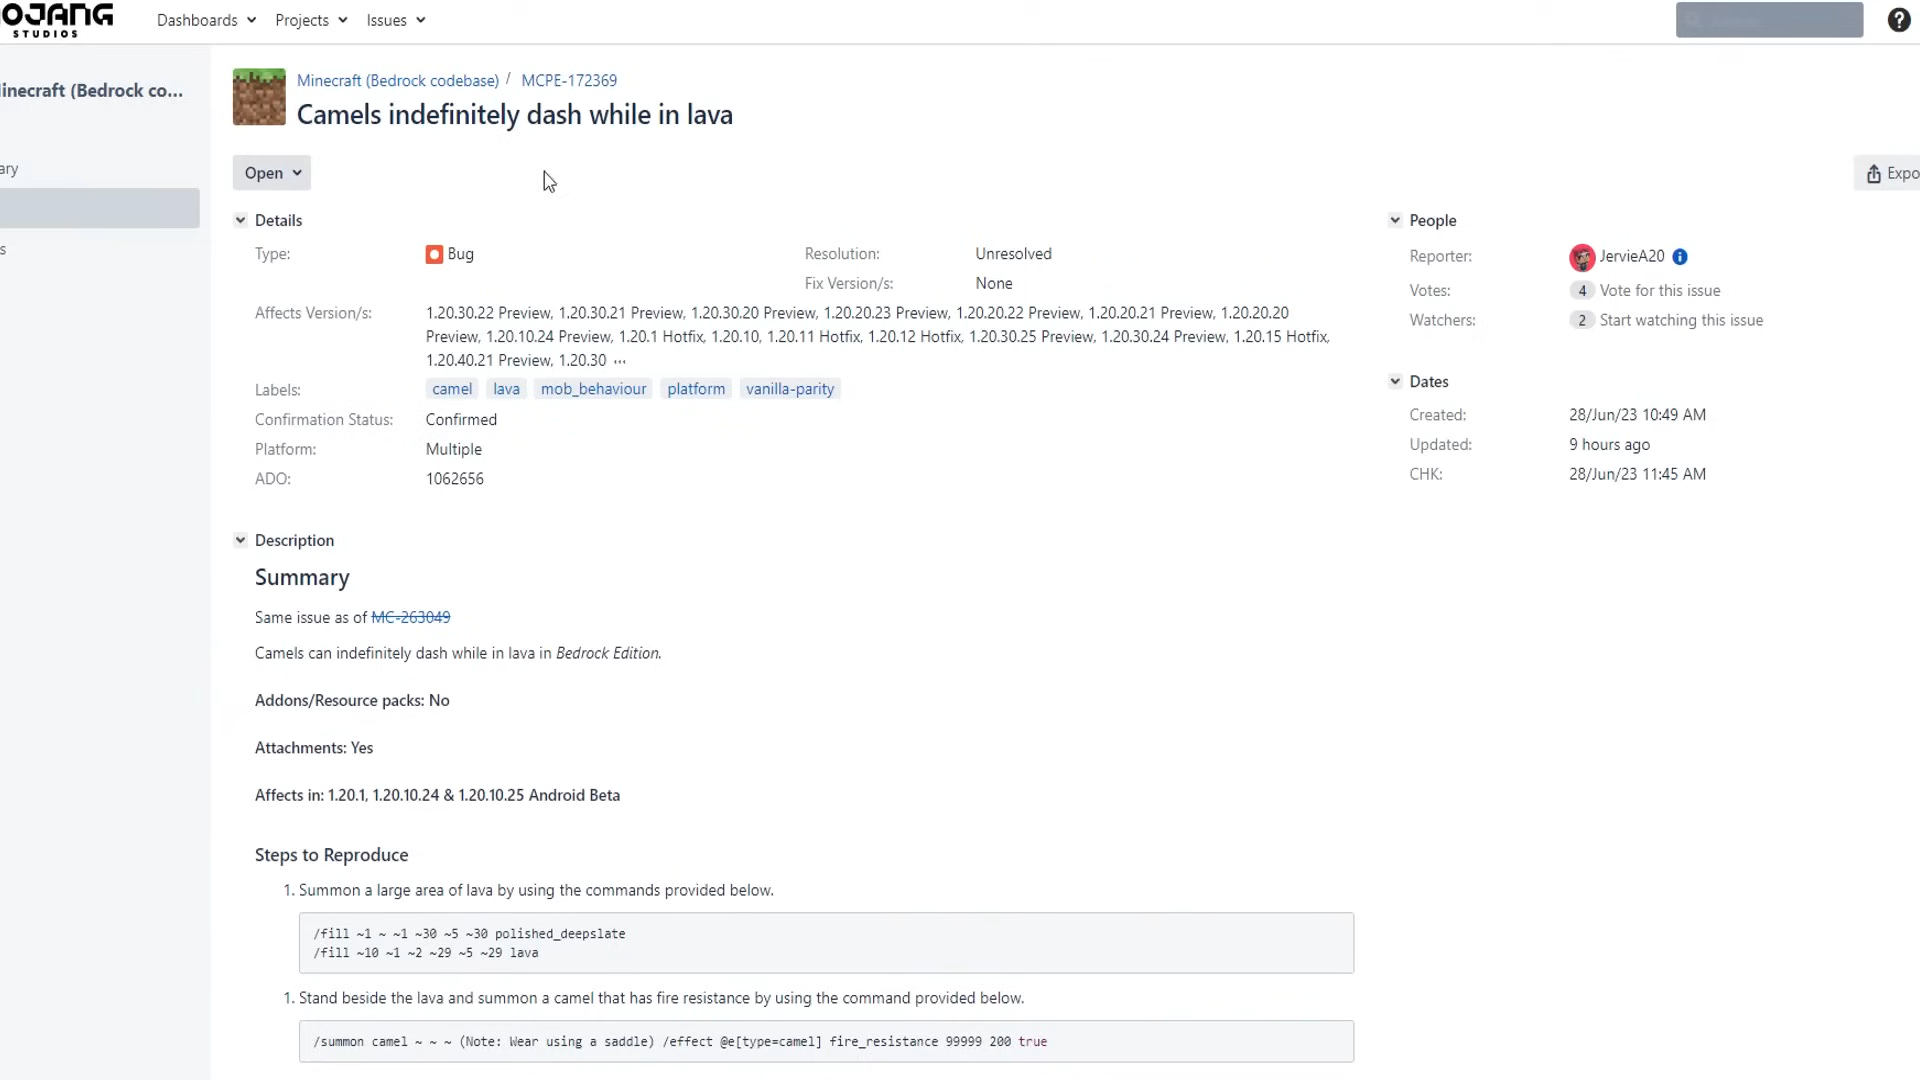 OJANG
STUDIOS
Dashboards Projects Issues
inecraft (Bedrock co...
ary
s
Minecraft (Bedrock codebase) / MCPE-172369
Camels indefinitely dash while in lava
Open
Expo
Details
Type: Bug
Resolution: Unresolved
Fix Version/s: None
Affects Version/s: 1.20.30.22 Preview, 1.20.30.21 Preview, 1.20.30.20 Preview, 1.20.20.23 Preview, 1.20.20.22 Preview, 1.20.20.21 Preview, 1.20.20.20
Preview, 1.20.10.24 Preview, 1.20.1 Hotfix, 1.20.10, 1.20.11 Hotfix, 1.20.12 Hotfix, 1.20.30.25 Preview, 1.20.30.24 Preview, 1.20.15 Hotfix,
1.20.40.21 Preview, 1.20.30 ...
Labels: camel lava mob_behaviour platform vanilla-parity
Confirmation Status: Confirmed
Platform: Multiple
ADO: 1062656
People
Reporter: JervieA20
Votes: 4 Vote for this issue
Watchers: 2 Start watching this issue
Dates
Created: 28/Jun/23 10:49 AM
Updated: 9 hours ago
CHK: 28/Jun/23 11:45 AM
Description
Summary
Same issue as of MC-263049
Camels can indefinitely dash while in lava in Bedrock Edition.
Addons/Resource packs: No
Attachments: Yes
Affects in: 1.20.1, 1.20.10.24 & 1.20.10.25 Android Beta
Steps to Reproduce
1. Summon a large area of lava by using the commands provided below.
/fill ~1 ~ ~1 ~30 ~5 ~30 polished_deepslate
/fill ~10 ~1 ~2 ~29 ~5 ~29 lava
1. Stand beside the lava and summon a camel that has fire resistance by using the command provided below.
/summon camel ~ ~ ~ (Note: Wear using a saddle) /effect @e[type=camel] fire_resistance 99999 200 true